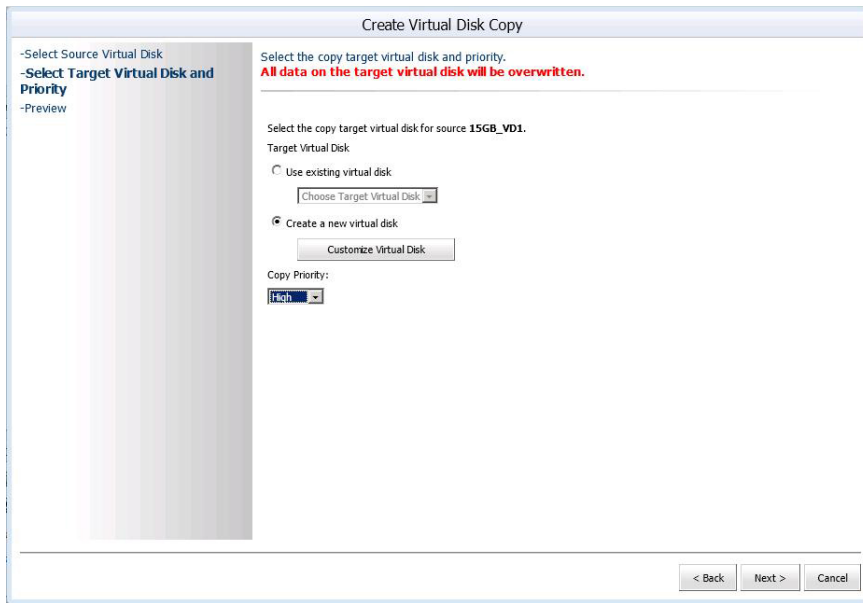 Create Virtual Disk Copy
-Select Source Virtual Disk
-Select Target Virtual Disk and
Priority
-Preview
Select the copy target virtual disk and priority.
All data on the target virtual disk will be overwritten.
Select the copy target virtual disk for source 15GB_VD1.
Target Virtual Disk
Use existing virtual disk
Choose Target Virtual Disk
Create a new virtual disk
Customize Virtual Disk
Copy Priority:
High
< Back
Next >
Cancel